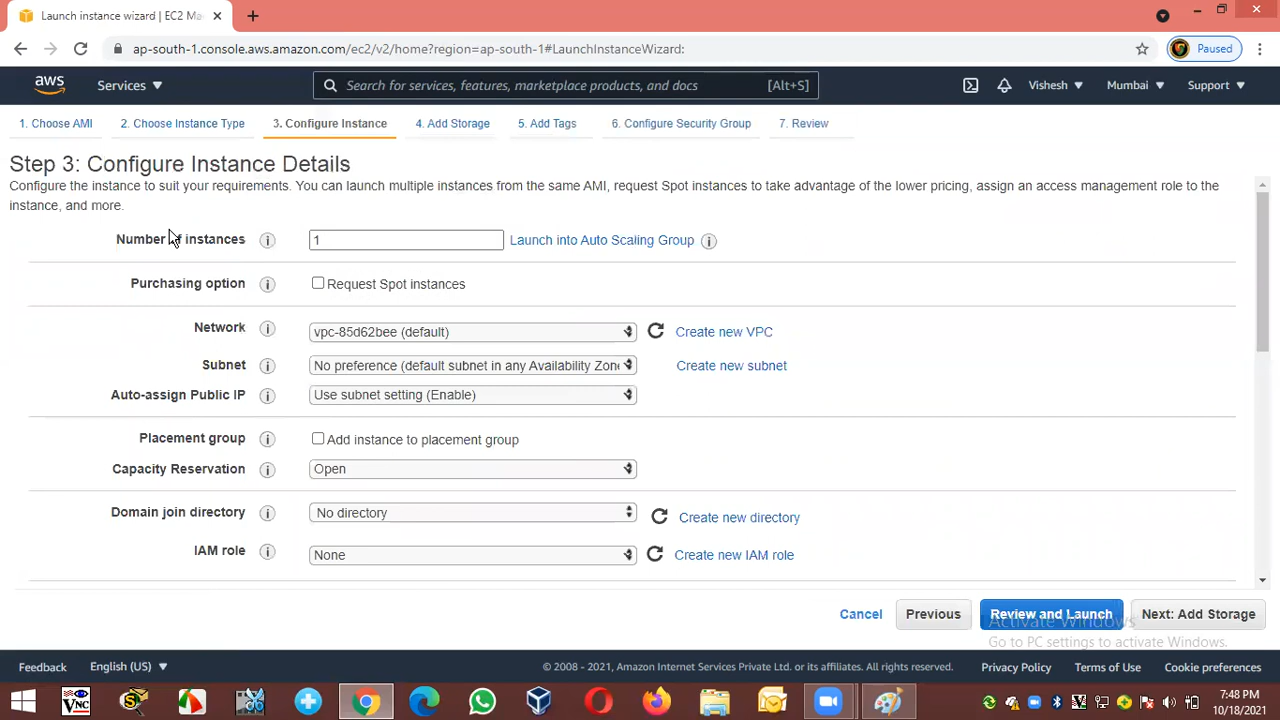 Launch instance wizard | EC2 Ma
ap-south-1.console.aws.amazon.com/ec2/v2/home?region=ap-south-1#LaunchInstanceWizard:
Paused
aws
Services
Search for services, features, marketplace products, and docs
[Alt+S]
Vishesh
Mumbai
Support
1. Choose AMI
2. Choose Instance Type
3. Configure Instance
4. Add Storage
5. Add Tags
6. Configure Security Group
7. Review
Step 3: Configure Instance Details
Configure the instance to suit your requirements. You can launch multiple instances from the same AMI, request Spot instances to take advantage of the lower pricing, assign an access management role to the
instance, and more.
Number of instances
1
Launch into Auto Scaling Group
Purchasing option
Request Spot instances
Network
vpc-85d62bee (default)
Create new VPC
Subnet
No preference (default subnet in any Availability Zone
Create new subnet
Auto-assign Public IP
Use subnet setting (Enable)
Placement group
Add instance to placement group
Capacity Reservation
Open
Domain join directory
No directory
Create new directory
IAM role
None
Create new IAM role
Cancel
Previous
Review and Launch
Next: Add Storage
Activate Windows
Go to PC settings to activate Windows.
Feedback
English (US)
© 2008 - 2021, Amazon Internet Services Private Ltd. or its affiliates. All rights reserved.
Privacy Policy
Terms of Use
Cookie preferences
7:48 PM
10/18/2021